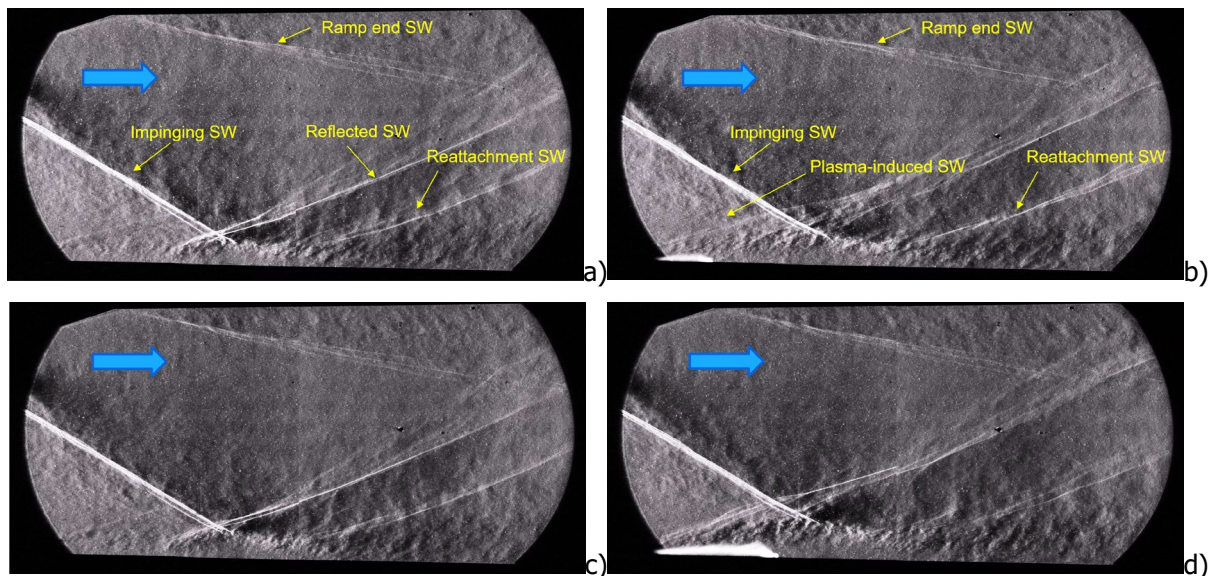 Ramp end SW
Impinging SW
Reflected SW
Reattachment SW
a)
Ramp end SW
Impinging SW
Plasma-induced SW
Reattachment SW
b)
c)
d)